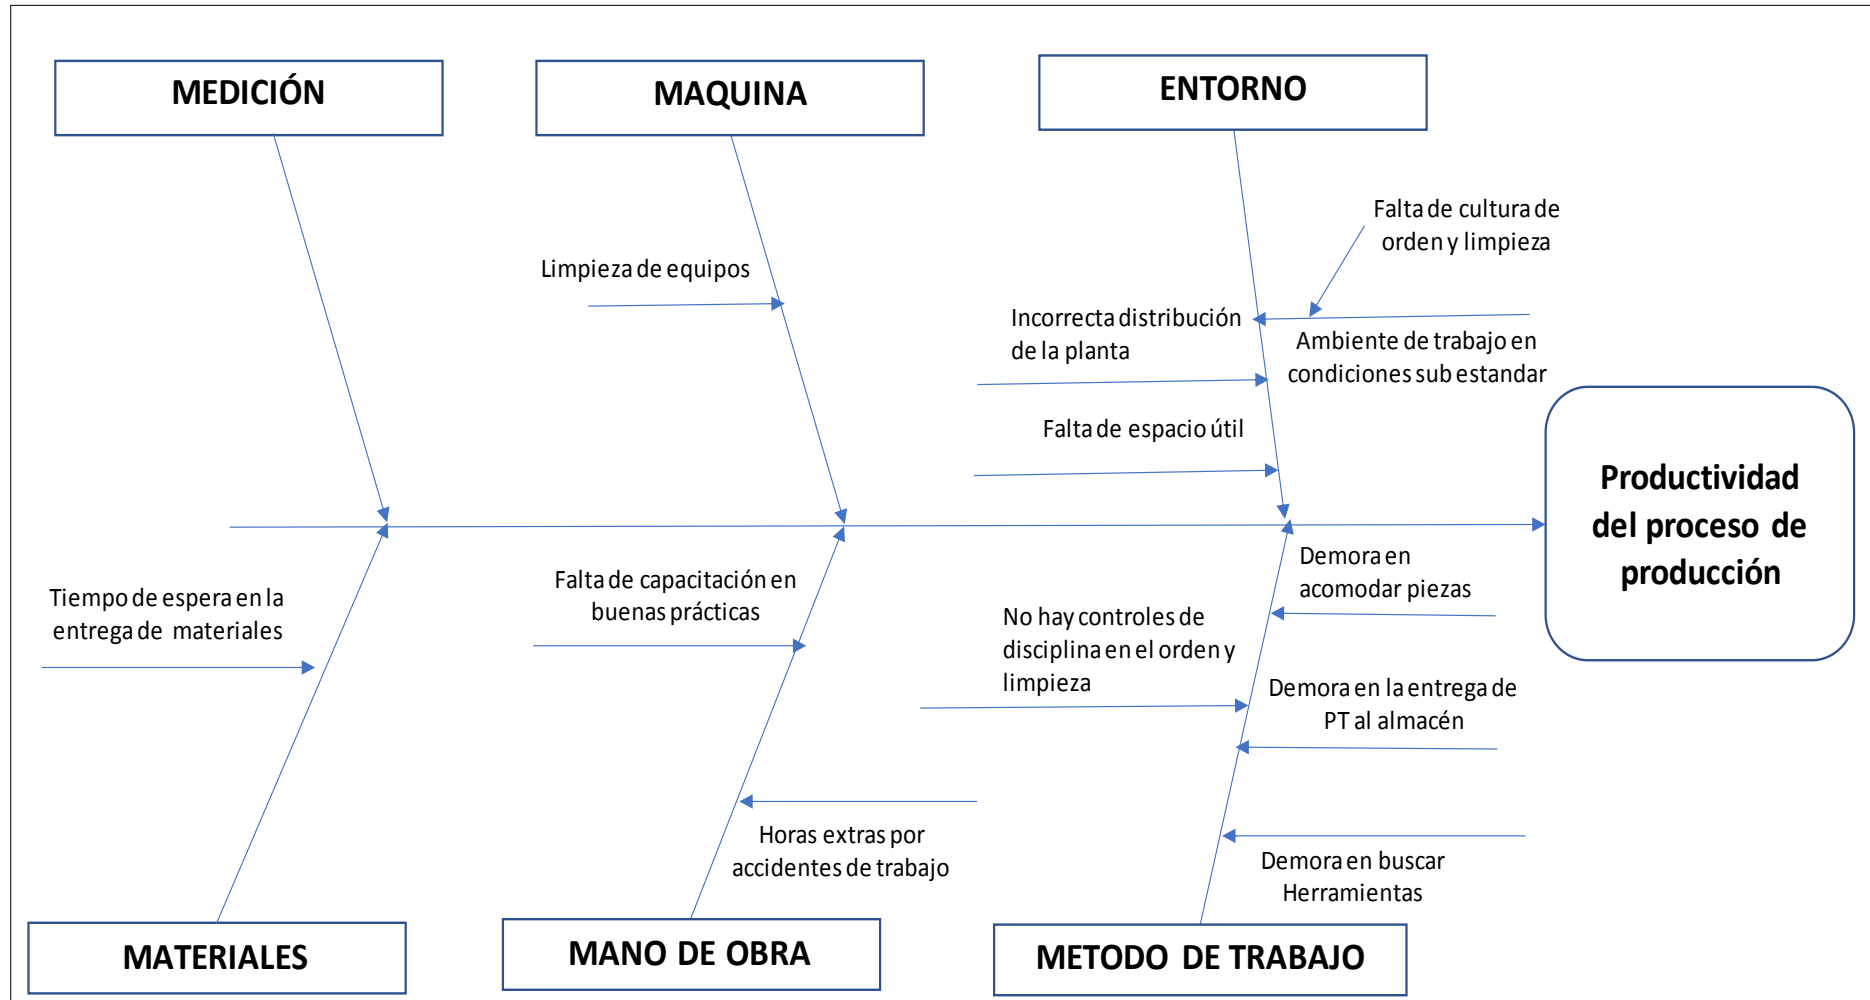 MEDICIÓN
MAQUINA
ENTORNO
Falta de cultura de
orden y limpieza
Limpieza de equipos
Incorrecta distribución
de la planta
Ambiente de trabajo en
condiciones sub estandar
Falta de espacio útil
Productividad
del proceso de
producción
Tiempo de espera en la
entrega de materiales
Falta de capacitación en
buenas prácticas
No hay controles de
disciplina en el orden y
limpieza
Demora en
acomodar piezas
Demora en la entrega de
PT al almacén
Horas extras por
accidentes de trabajo
Demora en buscar
Herramientas
MATERIALES
MANO DE OBRA
METODO DE TRABAJO